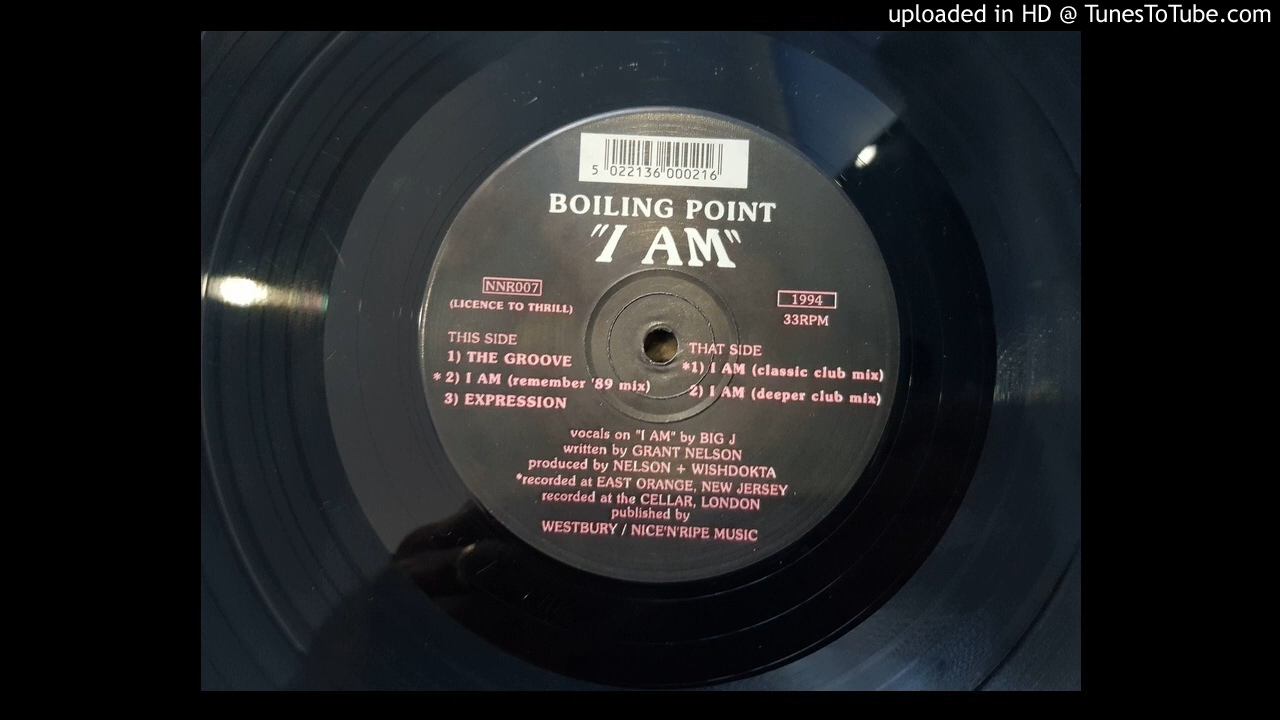 uploaded in HD @ TunesToTube.com
5 022136 000216
BOILING POINT
"I AM"
NNR007
(LICENCE TO THRILL)
1994
33RPM
THIS SIDE
1) THE GROOVE
* 2) I AM (remember '89 mix)
3) EXPRESSION
THAT SIDE
*1) I AM (classic club mix)
2) I AM (deeper club mix)
vocals on "I AM" by BIG J
written by GRANT NELSON
produced by NELSON + WISHDOKTA
*recorded at EAST ORANGE, NEW JERSEY
recorded at the CELLAR, LONDON
published by
WESTBURY / NICE'N'RIPE MUSIC